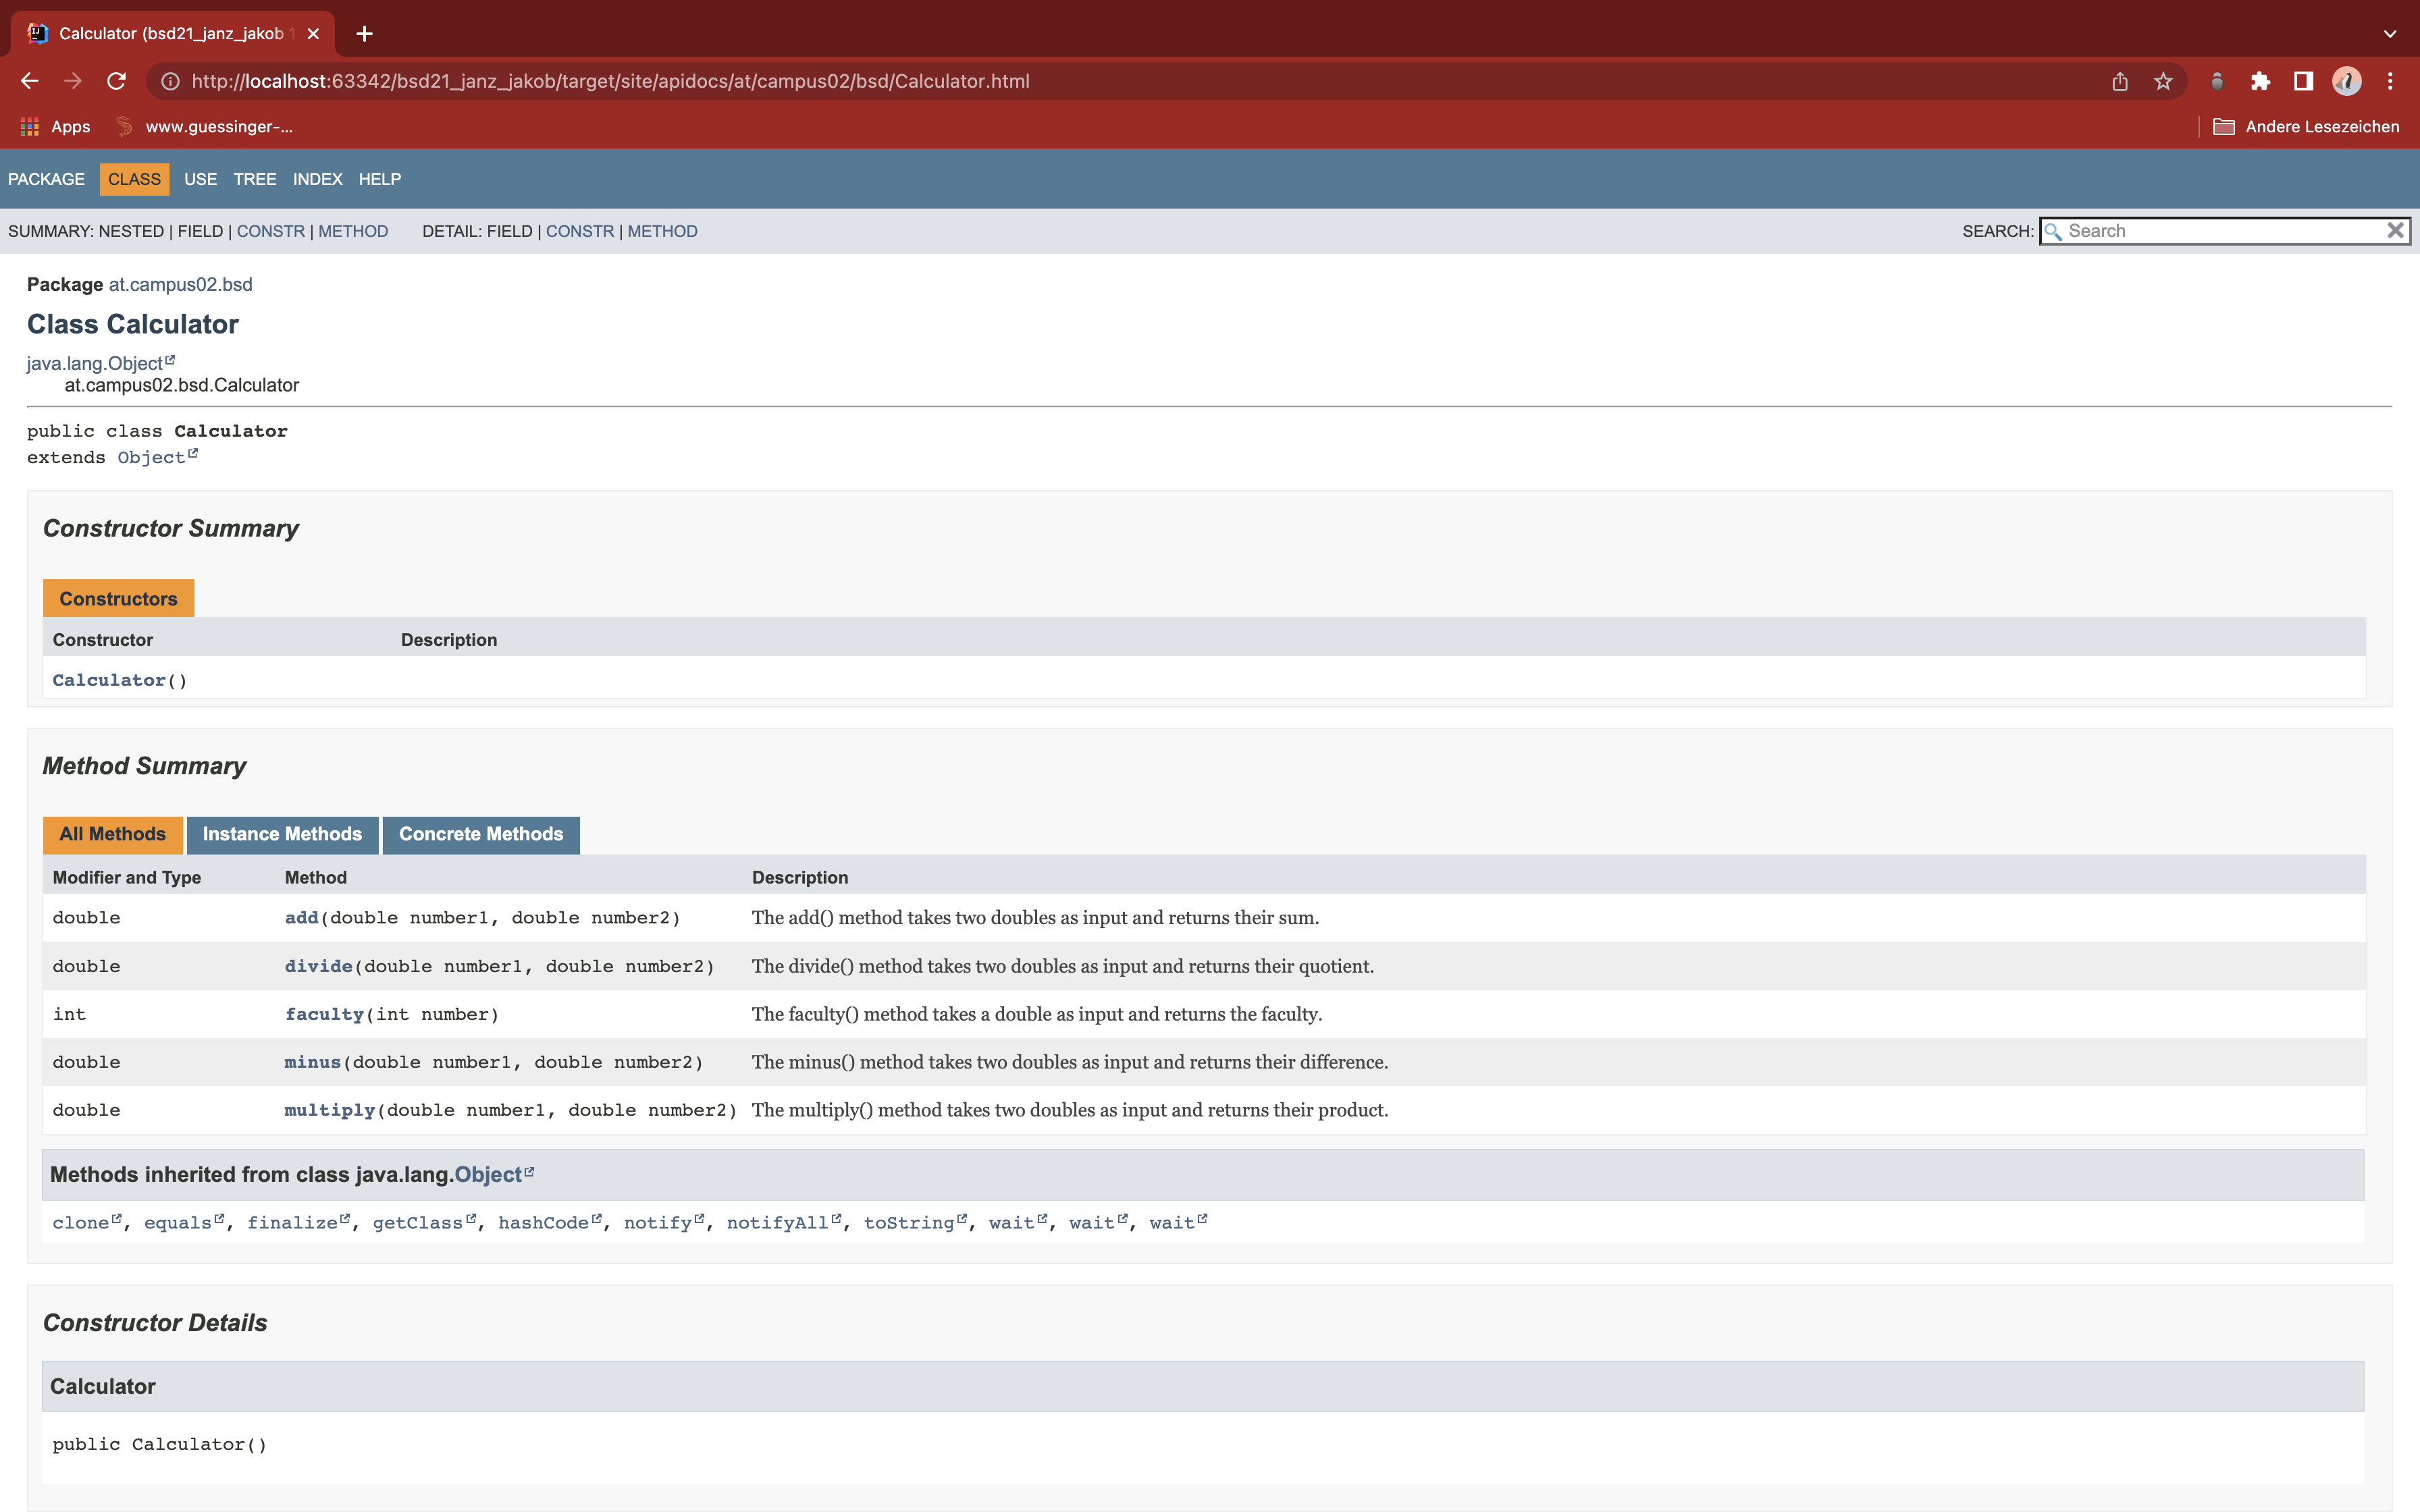 Calculator (bsd21_janz_jakob 1
http://localhost:63342/bsd21_janz_jakob/target/site/apidocs/at/campus02/bsd/Calculator.html
Apps www.guessinger-... Andere Lesezeichen
PACKAGE CLASS USE TREE INDEX HELP
SUMMARY: NESTED | FIELD | CONSTR | METHOD DETAIL: FIELD | CONSTR | METHOD SEARCH: Search
Package at.campus02.bsd
Class Calculator
java.lang.Object
at.campus02.bsd.Calculator
public class Calculator
extends Object
Constructor Summary
Constructors
Constructor Description
Calculator()
Method Summary
All Methods Instance Methods Concrete Methods
Modifier and Type Method Description
double add(double number1, double number2) The add() method takes two doubles as input and returns their sum.
double divide(double number1, double number2) The divide() method takes two doubles as input and returns their quotient.
int faculty(int number) The faculty() method takes a double as input and returns the faculty.
double minus(double number1, double number2) The minus() method takes two doubles as input and returns their difference.
double multiply(double number1, double number2) The multiply() method takes two doubles as input and returns their product.
Methods inherited from class java.lang.Object
clone, equals, finalize, getClass, hashCode, notify, notifyAll, toString, wait, wait, wait
Constructor Details
Calculator
public Calculator()